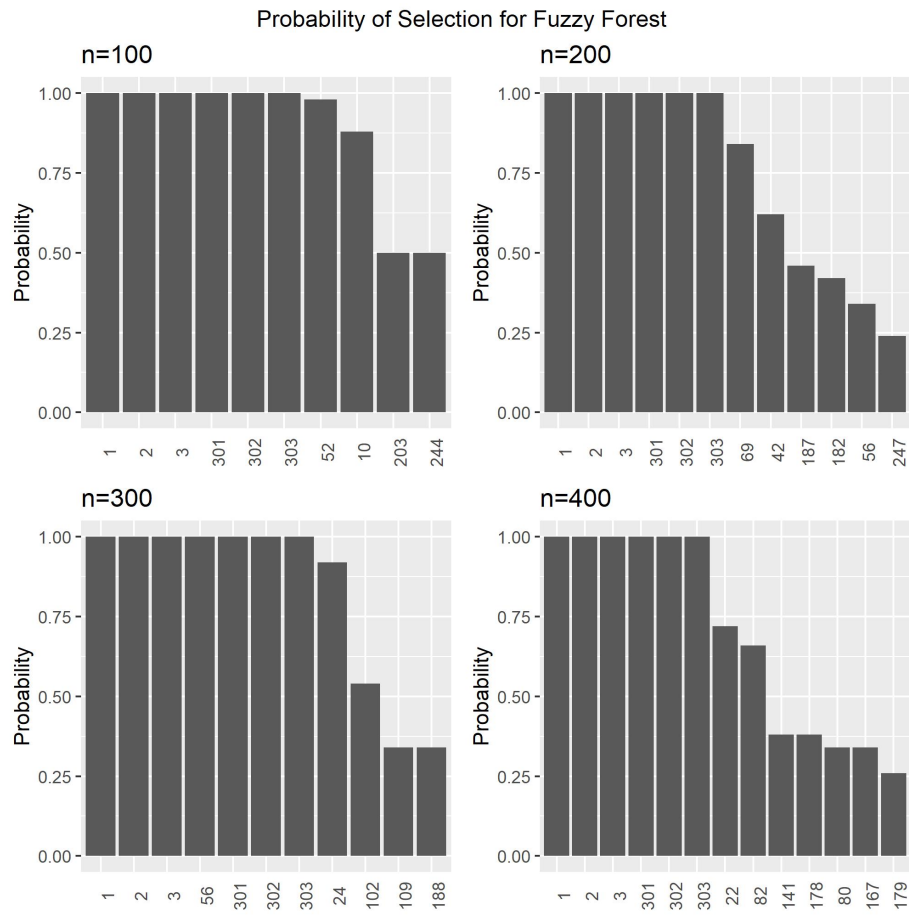 Probability of Selection for Fuzzy Forest
n=100
Probability
1.00
0.75
0.50
0.25
0.00
1 2 3 301 302 303 52 10 203 244
n=200
Probability
1.00
0.75
0.50
0.25
0.00
1 2 3 301 302 303 69 42 187 182 56 247
n=300
Probability
1.00
0.75
0.50
0.25
0.00
1 2 3 56 301 302 303 24 102 109 188
n=400
Probability
1.00
0.75
0.50
0.25
0.00
1 2 3 301 302 303 22 82 141 178 80 167 179